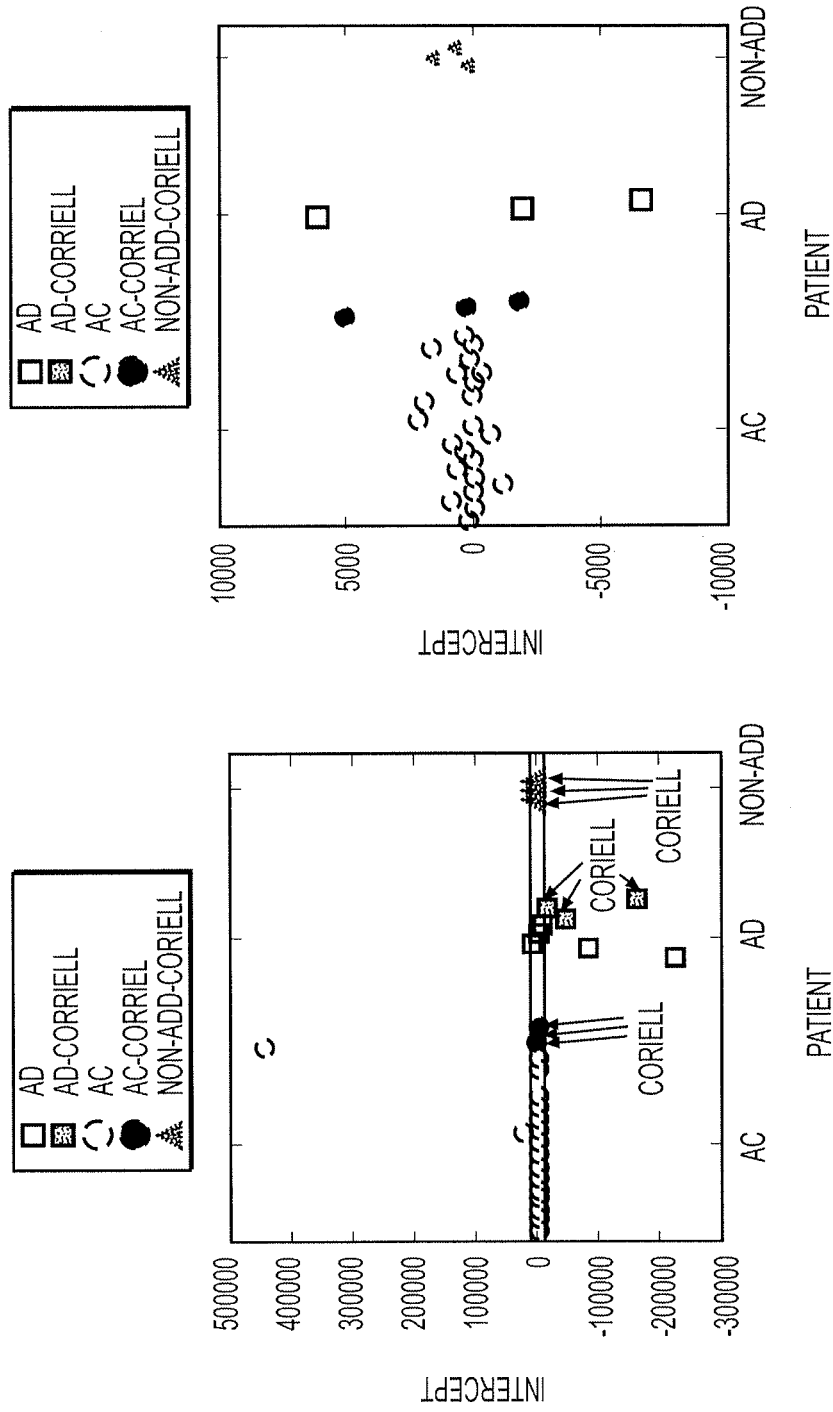 AD
AD-CORRIELL
AC
AC-CORRIEL
NON-ADD-CORIELL
INTERCEPT
500000
400000
300000
200000
100000
0
-100000
-200000
-300000
CORIELL
CORIELL
CORIELL
AC
AD
NON-ADD
PATIENT
AD
AD-CORRIELL
AC
AC-CORRIEL
NON-ADD-CORIELL
INTERCEPT
10000
5000
0
-5000
-10000
AC
AD
NON-ADD
PATIENT